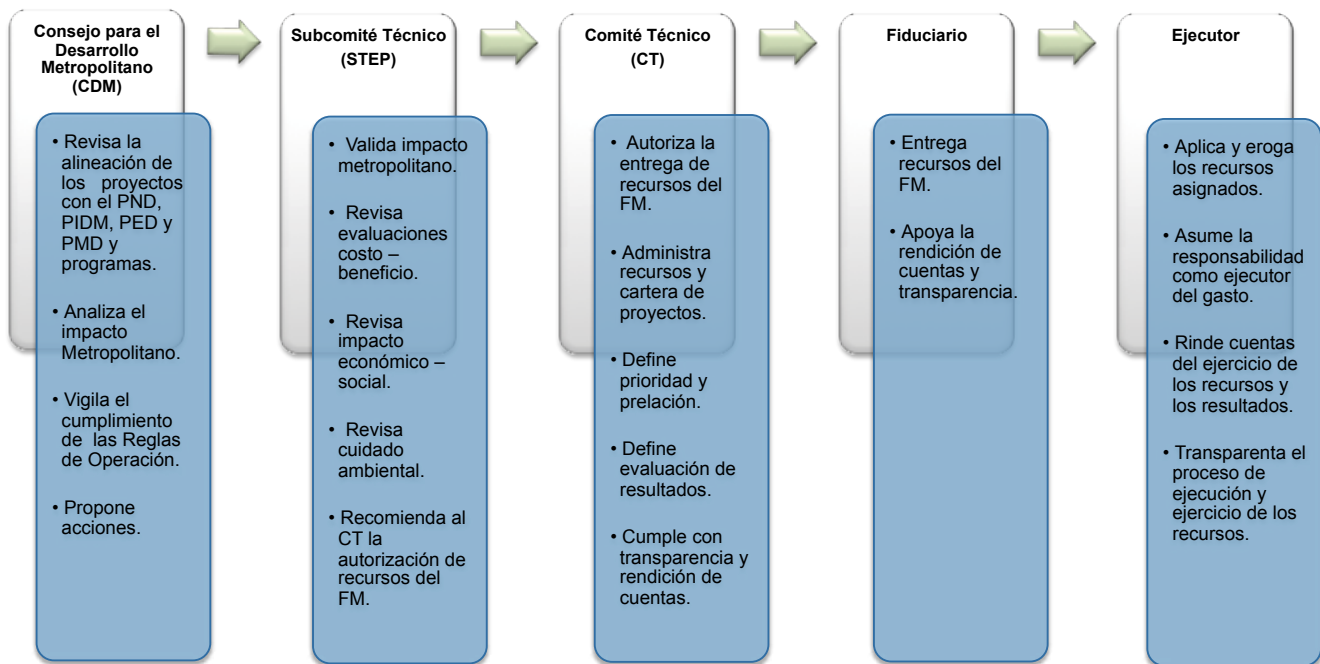 Consejo para el
Desarrollo
Metropolitano
(CDM)
• Revisa la
alineación de
los proyectos
con el PND,
PIDM, PED y
PMD y
programas.
• Analiza el
impacto
Metropolitano.
• Vigila el
cumplimiento
de las Reglas
de Operación.
• Propone
acciones.
Subcomité Técnico
(STEP)
• Valida impacto
metropolitano.
• Revisa
evaluaciones
costo –
beneficio.
• Revisa
impacto
económico –
social.
• Revisa
cuidado
ambiental.
• Recomienda al
CT la
autorización de
recursos del
FM.
Comité Técnico
(CT)
• Autoriza la
entrega de
recursos del
FM.
• Administra
recursos y
cartera de
proyectos.
• Define
prioridad y
prelación.
• Define
evaluación de
resultados.
• Cumple con
transparencia y
rendición de
cuentas.
Fiduciario
• Entrega
recursos del
FM.
• Apoya la
rendición de
cuentas y
transparencia.
Ejecutor
• Aplica y eroga
los recursos
asignados.
• Asume la
responsabilidad
como ejecutor
del gasto.
• Rinde cuentas
del ejercicio de
los recursos y
los resultados.
• Transparenta el
proceso de
ejecución y
ejercicio de los
recursos.